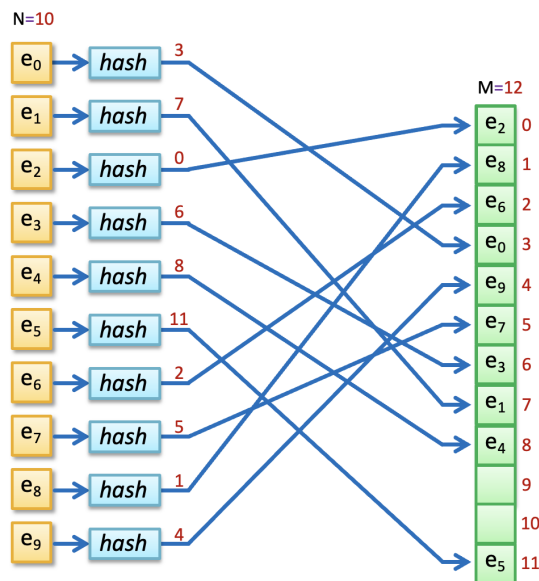 N=10
e0 hash 3
e1 hash 7
e2 hash 0
e3 hash 6
e4 hash 8
e5 hash 11
e6 hash 2
e7 hash 5
e8 hash 1
e9 hash 4
M=12
e2 0
e8 1
e6 2
e0 3
e9 4
e7 5
e3 6
e1 7
e4 8
9
10
e5 11